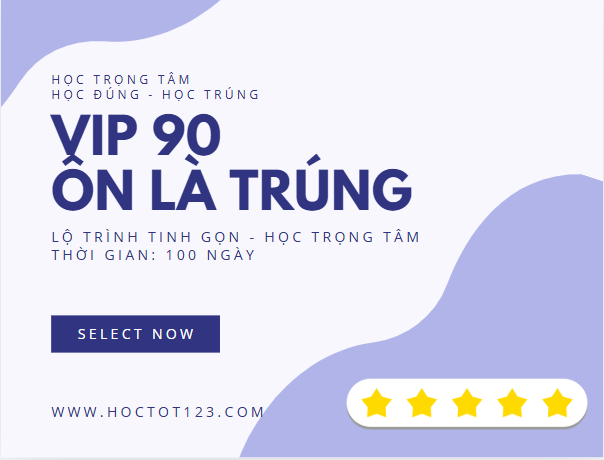 HỌC TRỌNG TÂM
HỌC ĐÚNG - HỌC TRÚNG
VIP 90
ÔN LÀ TRÚNG
LỘ TRÌNH TINH GỌN - HỌC TRỌNG TÂM
THỜI GIAN: 100 NGÀY
SELECT NOW
WWW.HOCTOT123.COM